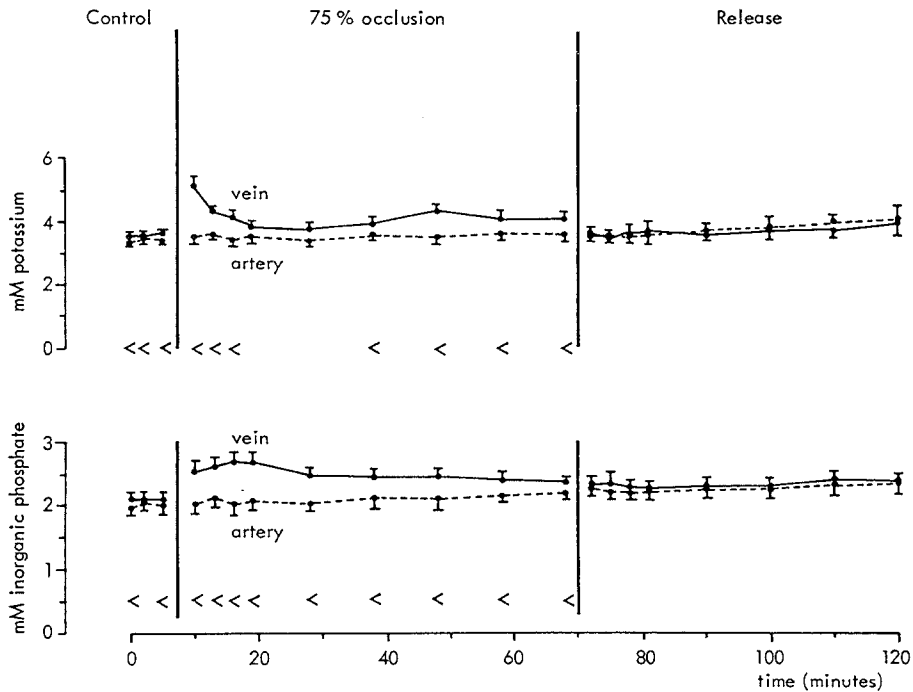 Control 75 % occlusion Release
6
4
2
0
mM potassium
vein
artery
< < < < < < < < < <
3
2
1
0
mM inorganic phosphate
vein
artery
< < < < < < < < < < <
0 20 40 60 80 100 120
time (minutes)